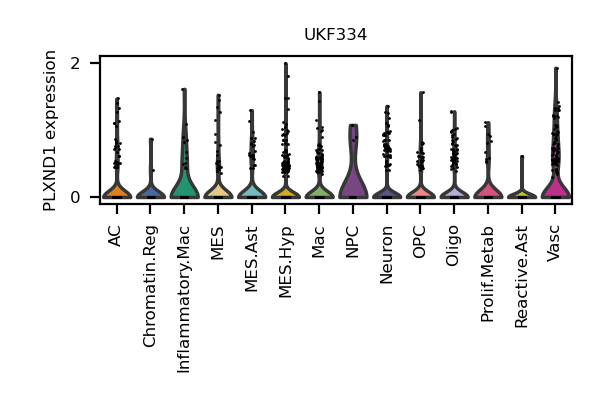 UKF334
PLXND1 expression
2
0
AC
Chromatin.Reg
Inflammatory.Mac
MES
MES.Ast
MES.Hyp
Mac
NPC
Neuron
OPC
Oligo
Prolif.Metab
Reactive.Ast
Vasc